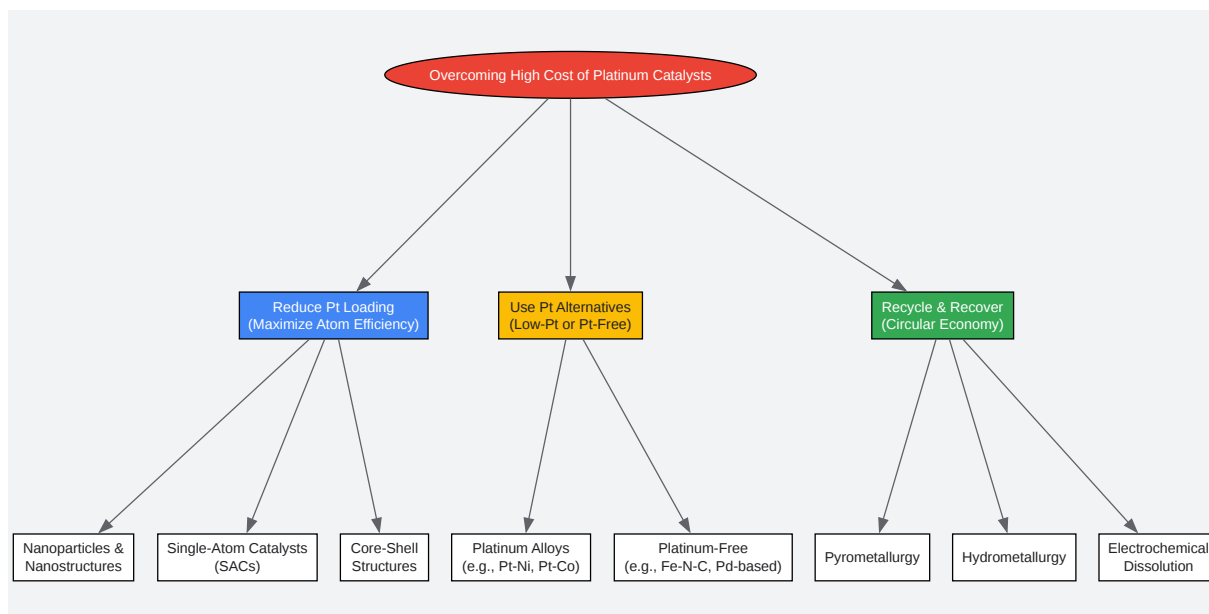 Overcoming High Cost of Platinum Catalysts
Reduce Pt Loading
(Maximize Atom Efficiency)
Use Pt Alternatives
(Low-Pt or Pt-Free)
Recycle & Recover
(Circular Economy)
Nanoparticles &
Nanostructures
Single-Atom Catalysts
(SACs)
Core-Shell
Structures
Platinum Alloys
(e.g., Pt-Ni, Pt-Co)
Platinum-Free
(e.g., Fe-N-C, Pd-based)
Pyrometallurgy
Hydrometallurgy
Electrochemical
Dissolution